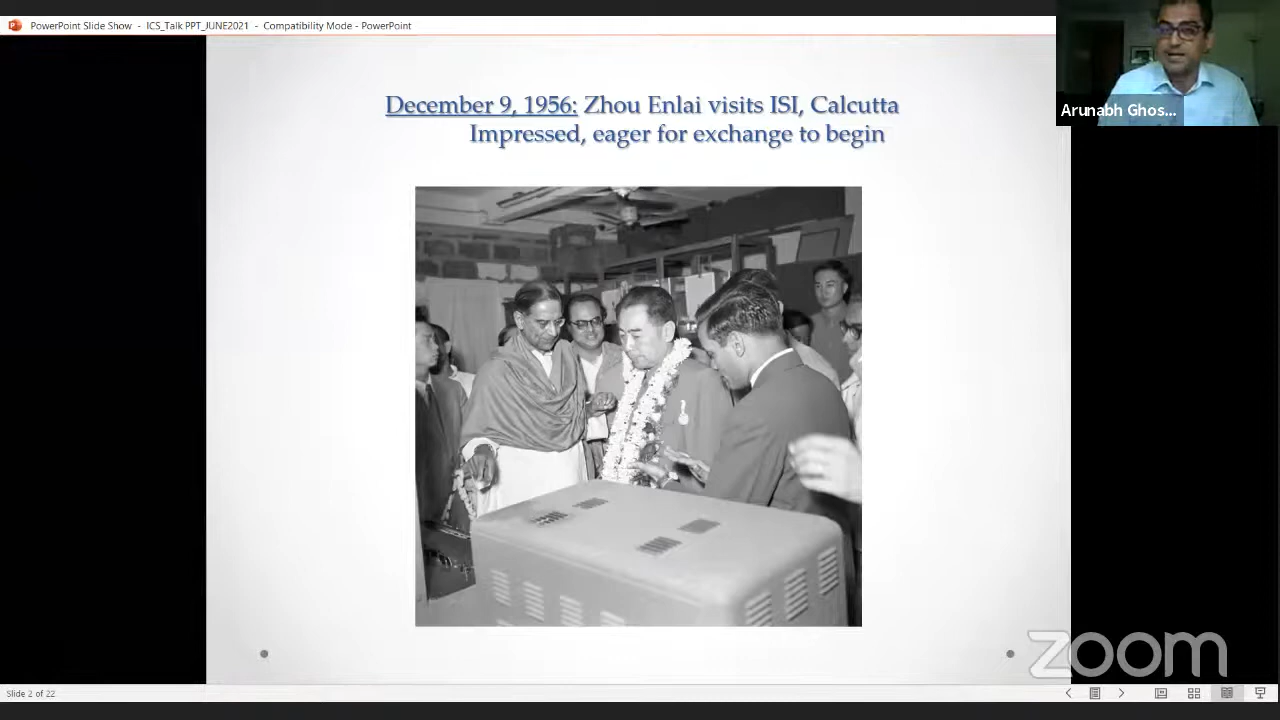 PowerPoint Slide Show - ICS_Talk PPT_JUNE2021 - Compatibility Mode - PowerPoint
December 9, 1956: Zhou Enlai visits ISI, Calcutta
Impressed, eager for exchange to begin
Arunabh Ghos...
zoom
Slide 2 of 22